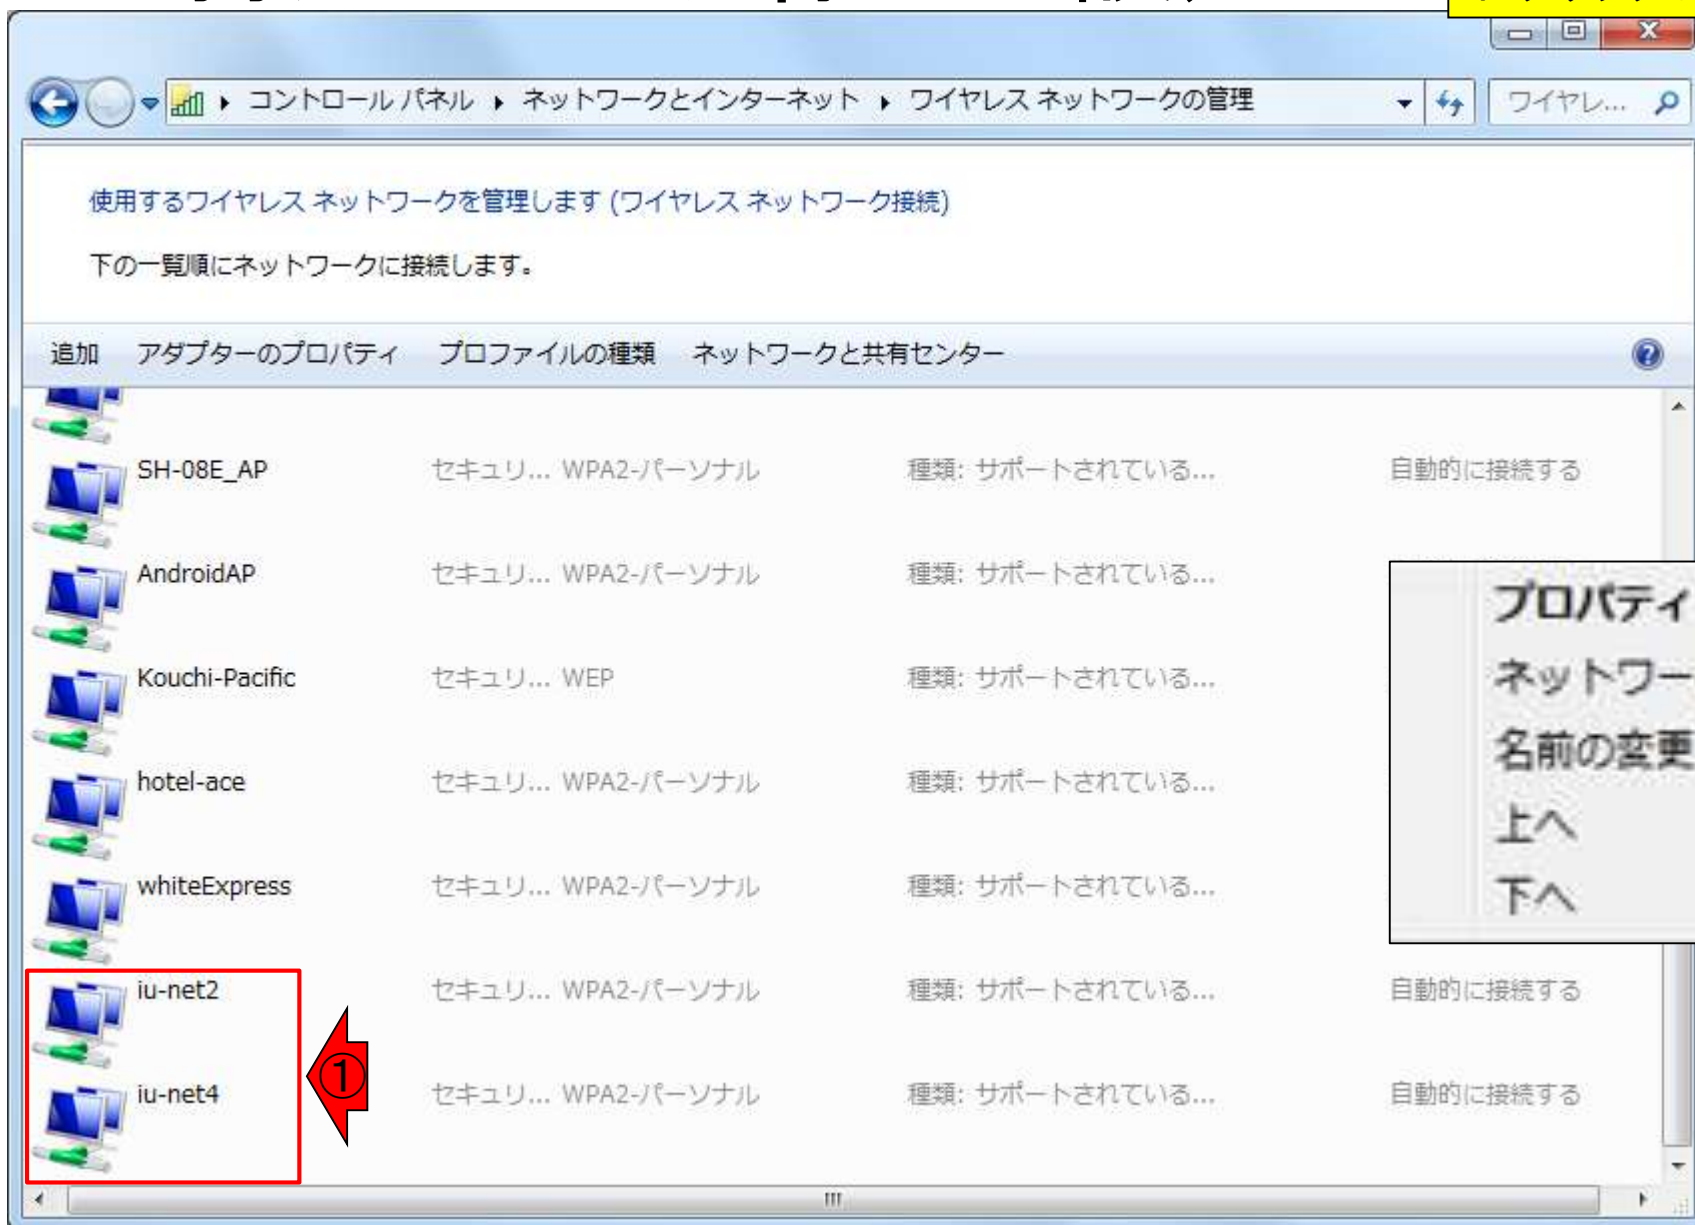 コントロール パネル ▸ ネットワークとインターネット ▸ ワイヤレス ネットワークの管理
ワイヤレ...
使用するワイヤレス ネットワークを管理します (ワイヤレス ネットワーク接続)
下の一覧順にネットワークに接続します。
追加 アダプターのプロパティ プロファイルの種類 ネットワークと共有センター
SH-08E_AP セキュリ... WPA2-パーソナル 種類: サポートされている... 自動的に接続する
AndroidAP セキュリ... WPA2-パーソナル 種類: サポートされている...
Kouchi-Pacific セキュリ... WEP 種類: サポートされている...
hotel-ace セキュリ... WPA2-パーソナル 種類: サポートされている...
whiteExpress セキュリ... WPA2-パーソナル 種類: サポートされている...
iu-net2 セキュリ... WPA2-パーソナル 種類: サポートされている... 自動的に接続する
iu-net4 セキュリ... WPA2-パーソナル 種類: サポートされている... 自動的に接続する
①
プロパティ
ネットワー
名前の変更
上へ
下へ